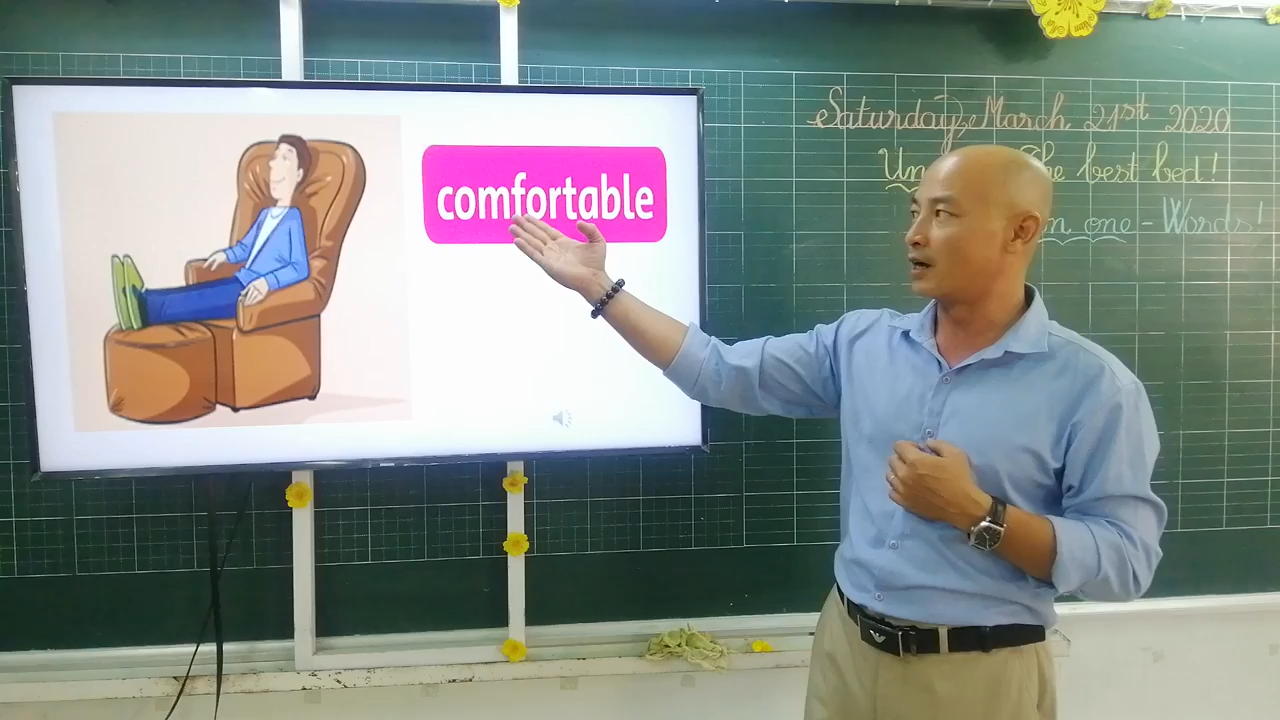 comfortable
Saturday, March 21st 2020
The best bed!
one - Words!